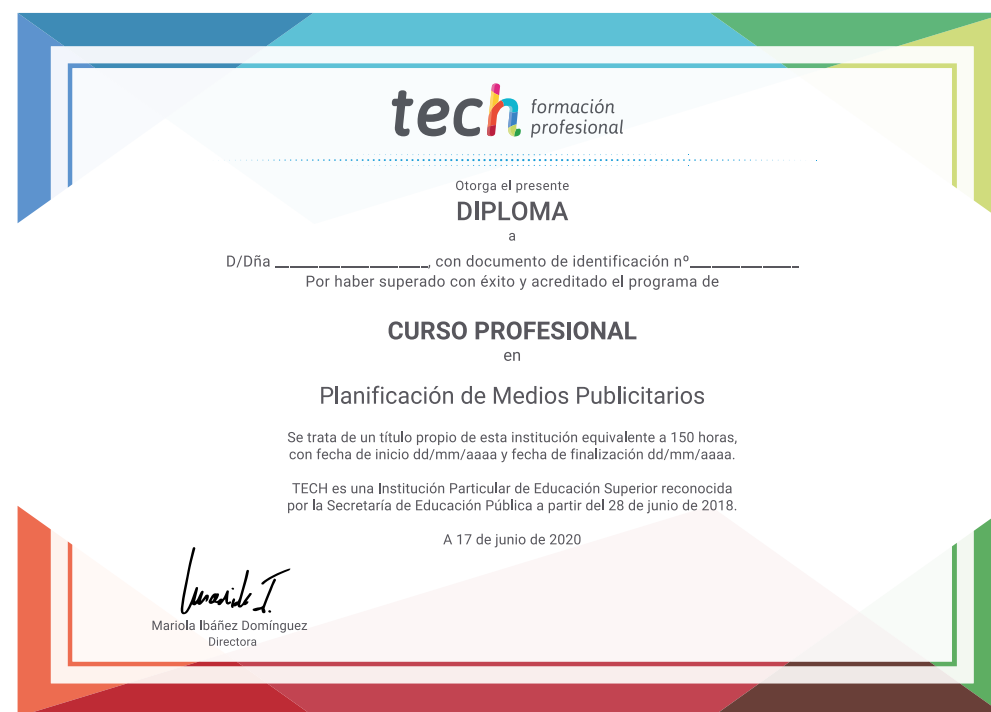 tech formación
profesional
Otorga el presente
DIPLOMA
a
D/Dña ____________________, con documento de identificación nº______________
Por haber superado con éxito y acreditado el programa de
CURSO PROFESIONAL
en
Planificación de Medios Publicitarios
Se trata de un título propio de esta institución equivalente a 150 horas,
con fecha de inicio dd/mm/aaaa y fecha de finalización dd/mm/aaaa.
TECH es una Institución Particular de Educación Superior reconocida
por la Secretaría de Educación Pública a partir del 28 de junio de 2018.
A 17 de junio de 2020
Mariola Ibáñez Domínguez
Directora